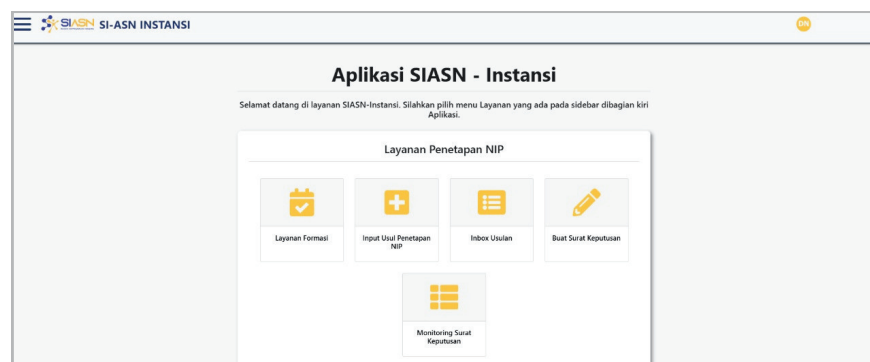 SIASN SI-ASN INSTANSI
DN
Aplikasi SIASN - Instansi
Selamat datang di layanan SIASN-Instansi. Silahkan pilih menu Layanan yang ada pada sidebar dibagian kiri
Aplikasi.
Layanan Penetapan NIP
Layanan Formasi
Input Usul Penetapan
NIP
Inbox Usulan
Buat Surat Keputusan
Monitoring Surat
Keputusan